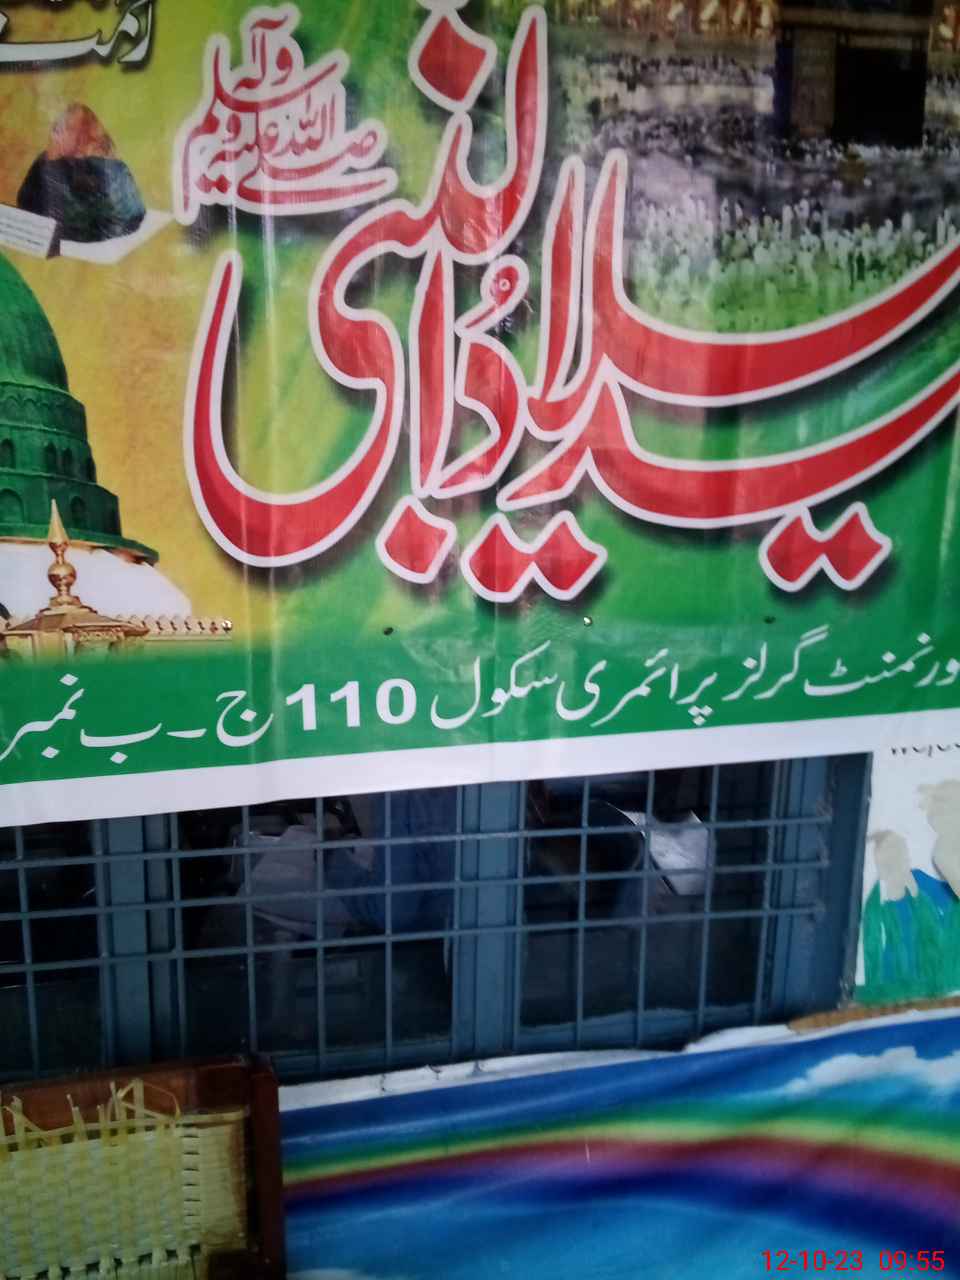 میلاد النبی
صلی اللہ علیہ وآلہ وسلم
ورنمنٹ گرلز پرائمری سکول 110 ج ۔ ب نمبر
12-10-23 09:55